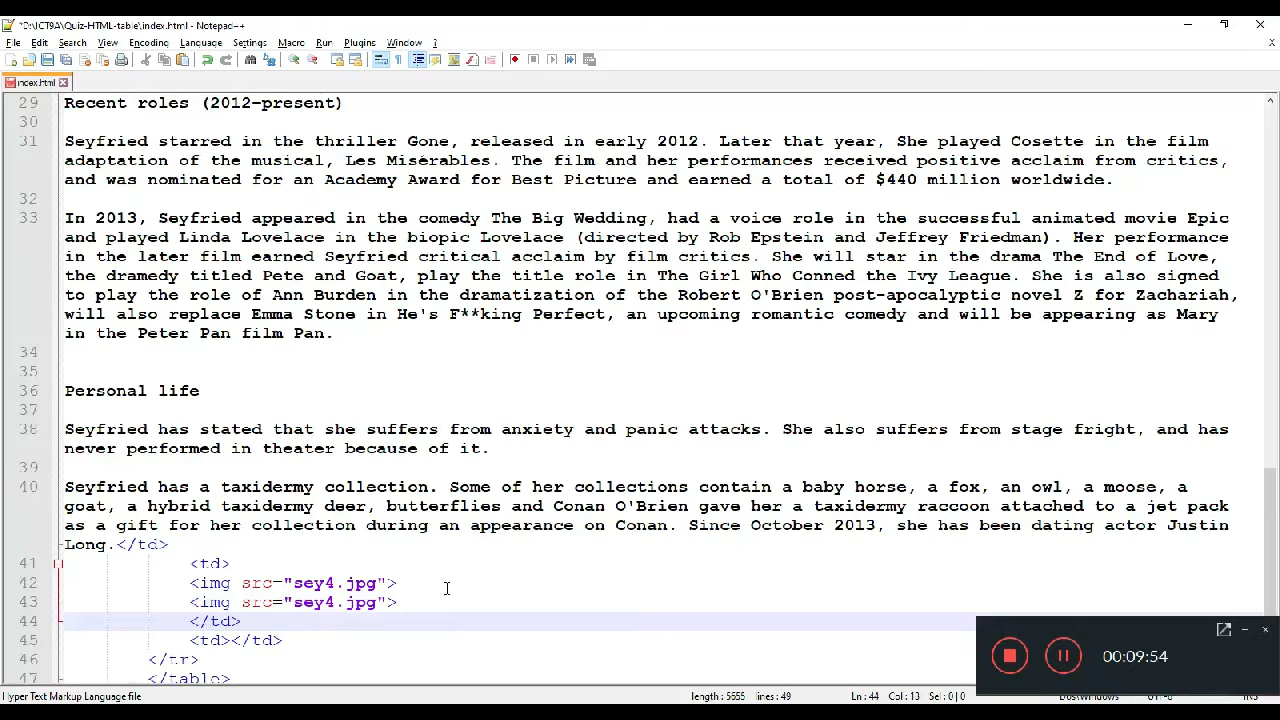 *D:\ICT9A\Quiz-HTML-table\index.html - Notepad++
File Edit Search View Encoding Language Settings Macro Run Plugins Window ? X
index.html
29 Recent roles (2012-present)
30
31 Seyfried starred in the thriller Gone, released in early 2012. Later that year, She played Cosette in the film
adaptation of the musical, Les Misérables. The film and her performances received positive acclaim from critics,
and was nominated for an Academy Award for Best Picture and earned a total of $440 million worldwide.
32
33 In 2013, Seyfried appeared in the comedy The Big Wedding, had a voice role in the successful animated movie Epic
and played Linda Lovelace in the biopic Lovelace (directed by Rob Epstein and Jeffrey Friedman). Her performance
in the later film earned Seyfried critical acclaim by film critics. She will star in the drama The End of Love,
the dramedy titled Pete and Goat, play the title role in The Girl Who Conned the Ivy League. She is also signed
to play the role of Ann Burden in the dramatization of the Robert O'Brien post-apocalyptic novel Z for Zachariah,
will also replace Emma Stone in He's F**king Perfect, an upcoming romantic comedy and will be appearing as Mary
in the Peter Pan film Pan.
34
35
36 Personal life
37
38 Seyfried has stated that she suffers from anxiety and panic attacks. She also suffers from stage fright, and has
never performed in theater because of it.
39
40 Seyfried has a taxidermy collection. Some of her collections contain a baby horse, a fox, an owl, a moose, a
goat, a hybrid taxidermy deer, butterflies and Conan O'Brien gave her a taxidermy raccoon attached to a jet pack
as a gift for her collection during an appearance on Conan. Since October 2013, she has been dating actor Justin
Long.</td>
41 <td>
42 <img src="sey4.jpg">
43 <img src="sey4.jpg">
44 </td>
45 <td></td>
46 </tr>
47 </table>
00:09:54
Hyper Text Markup Language file length : 5655 lines : 49 Ln : 44 Col : 13 Sel : 0 | 0